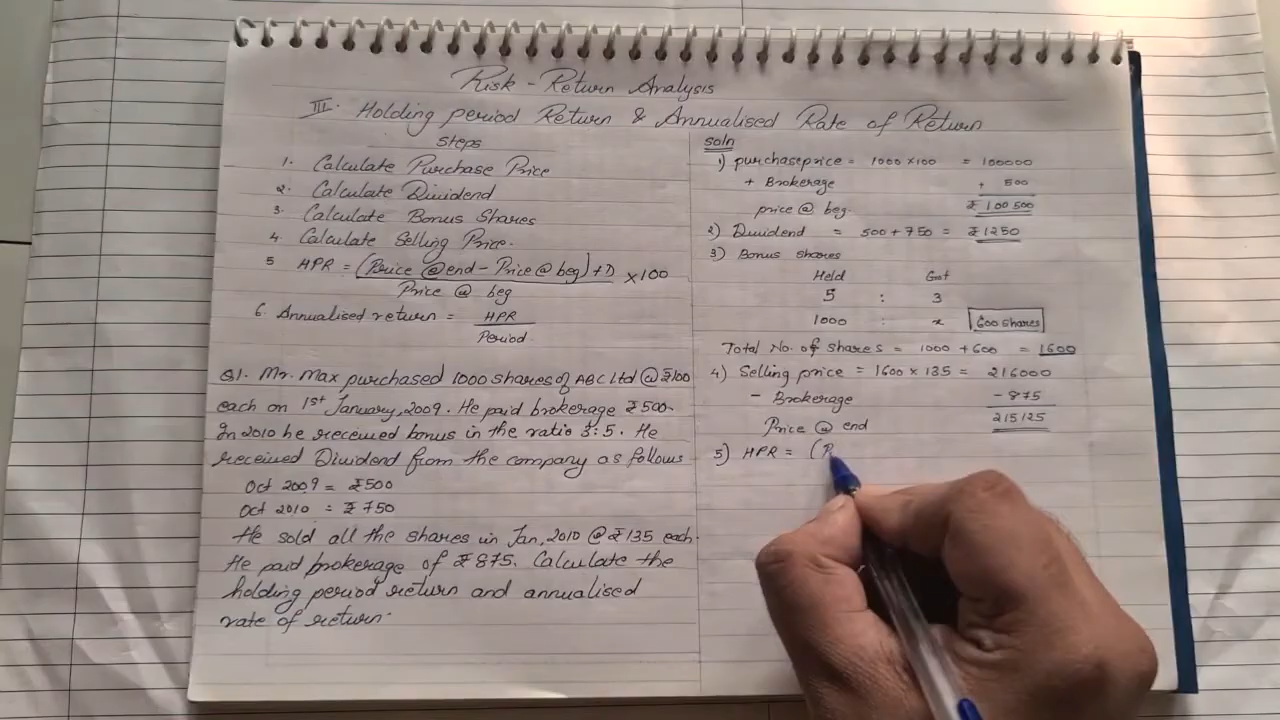 Risk - Return Analysis
III. Holding period Return & Annualised Rate of Return
Steps
1. Calculate Purchase Price
2. Calculate Dividend
3. Calculate Bonus Shares
4. Calculate Selling Price.
5 HPR = (Price @ end - Price @ beg) + D × 100
Price @ beg
6. Annualised return = HPR
Period
Q1. Mr. Max purchased 1000 shares of ABC Ltd @ ₹100
each on 1st January, 2009. He paid brokerage ₹500.
In 2010 he received bonus in the ratio 3:5. He
received Dividend from the company as follows
Oct 2009 = ₹500
Oct 2010 = ₹750
He sold all the shares in Jan, 2010 @ ₹135 each.
He paid brokerage of ₹875. Calculate the
holding period return and annualised
rate of return.
Soln
1) purchase price = 1000 × 100 = 100000
+ Brokerage + 500
price @ beg. ₹ 100 500
2) Dividend = 500 + 750 = ₹1250
3) Bonus shares
Held Got
5 : 3
1000 : x 600 shares
Total No. of shares = 1000 + 600 = 1600
4) Selling price = 1600 × 135 = 216000
- Brokerage - 875
Price @ end 215125
5) HPR = (P